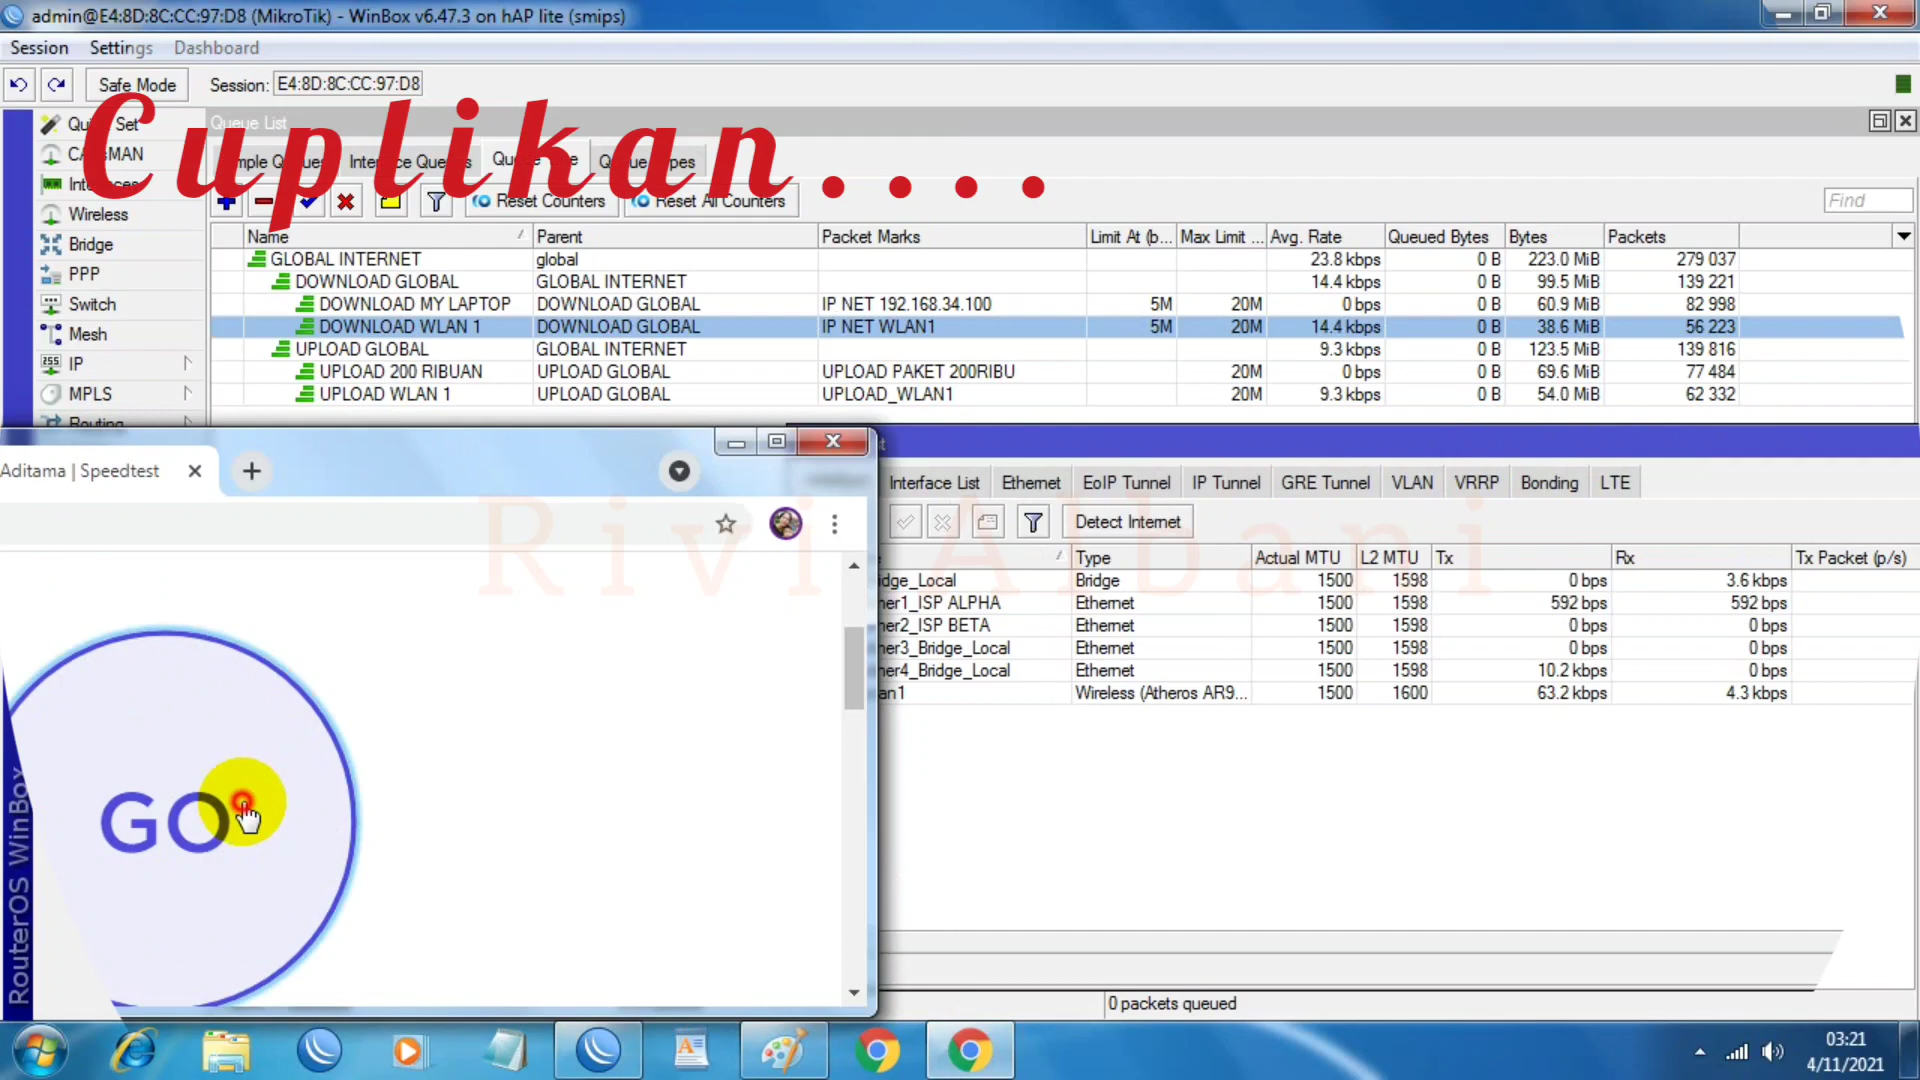 admin@E4:8D:8C:CC:97:D8 (MikroTik) - WinBox v6.47.3 on hAP lite (smips)
Session Settings Dashboard
Safe Mode Session: E4:8D:8C:CC:97:D8
Cuplikan....
Queue List
Reset Counters Reset All Counters Find
Wireless
Bridge
PPP
Switch
Mesh
IP
MPLS
Routing
Name Parent Packet Marks Limit At (b... Max Limit ... Avg. Rate Queued Bytes Bytes Packets
GLOBAL INTERNET global 23.8 kbps 0 B 223.0 MiB 279 037
DOWNLOAD GLOBAL GLOBAL INTERNET 14.4 kbps 0 B 99.5 MiB 139 221
DOWNLOAD MY LAPTOP DOWNLOAD GLOBAL IP NET 192.168.34.100 5M 20M 0 bps 0 B 60.9 MiB 82 998
DOWNLOAD WLAN 1 DOWNLOAD GLOBAL IP NET WLAN1 5M 20M 14.4 kbps 0 B 38.6 MiB 56 223
UPLOAD GLOBAL GLOBAL INTERNET 9.3 kbps 0 B 123.5 MiB 139 816
UPLOAD 200 RIBUAN UPLOAD GLOBAL UPLOAD PAKET 200RIBU 20M 0 bps 0 B 69.6 MiB 77 484
UPLOAD WLAN 1 UPLOAD GLOBAL UPLOAD_WLAN1 20M 9.3 kbps 0 B 54.0 MiB 62 332
Aditama | Speedtest
GO
RouterOS WinBox
Interface List Ethernet EoIP Tunnel IP Tunnel GRE Tunnel VLAN VRRP Bonding LTE
Detect Internet
Rivi Albani
Type Actual MTU L2 MTU Tx Rx Tx Packet (p/s)
idge_Local Bridge 1500 1598 0 bps 3.6 kbps
her1_ISP ALPHA Ethernet 1500 1598 592 bps 592 bps
her2_ISP BETA Ethernet 1500 1598 0 bps 0 bps
her3_Bridge_Local Ethernet 1500 1598 0 bps 0 bps
her4_Bridge_Local Ethernet 1500 1598 10.2 kbps 0 bps
an1 Wireless (Atheros AR9... 1500 1600 63.2 kbps 4.3 kbps
0 packets queued
03:21
4/11/2021